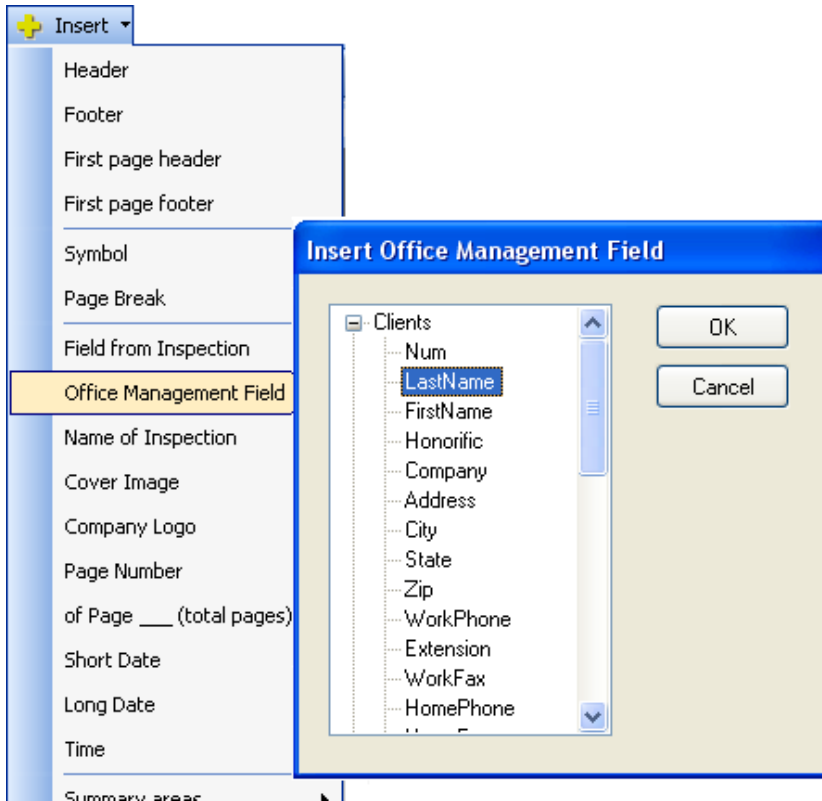 Insert
Header
Footer
First page header
First page footer
Symbol
Page Break
Field from Inspection
Office Management Field
Name of Inspection
Cover Image
Company Logo
Page Number
of Page ___ (total pages)
Short Date
Long Date
Time
Summary areas
Insert Office Management Field
Clients
Num
LastName
FirstName
Honorific
Company
Address
City
State
Zip
WorkPhone
Extension
WorkFax
HomePhone
OK
Cancel